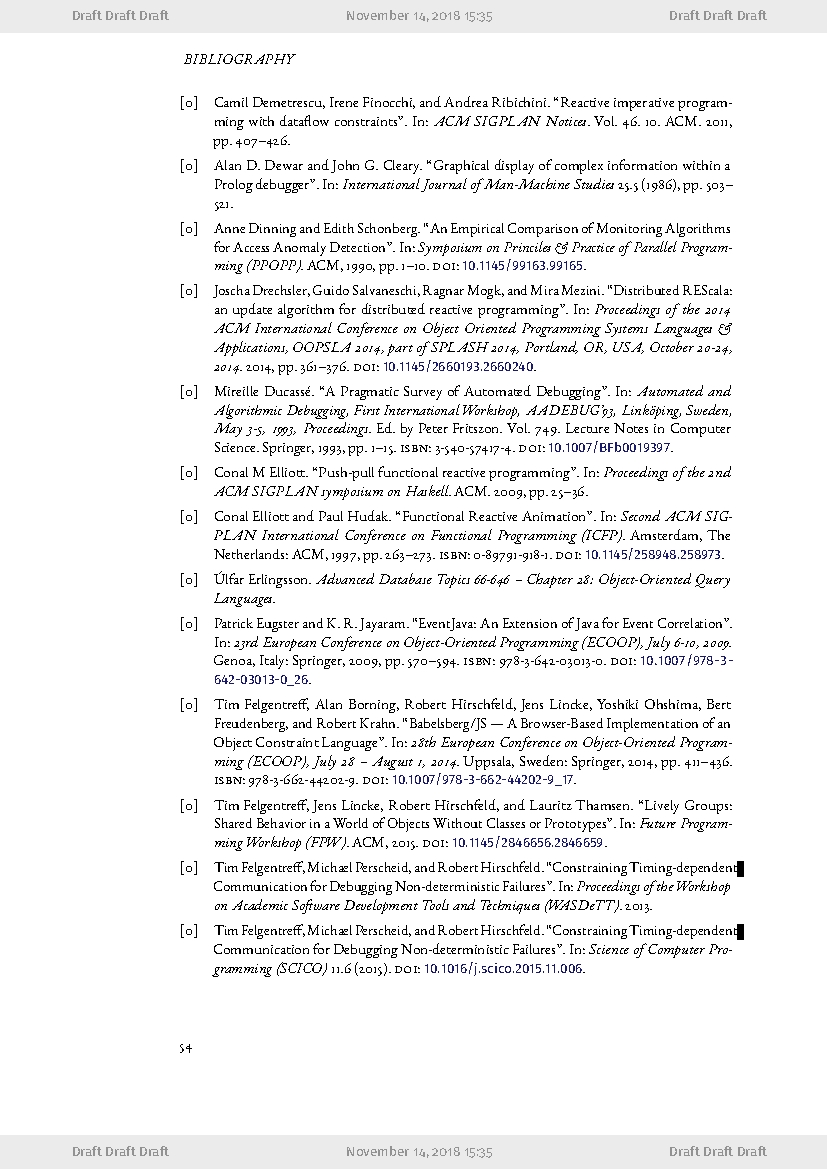 Draft Draft Draft November 14, 2018 15:35 Draft Draft Draft
BIBLIOGRAPHY
[0] Camil Demetrescu, Irene Finocchi, and Andrea Ribichini. “Reactive imperative program-
ming with dataflow constraints”. In: ACM SIGPLAN Notices. Vol. 46. 10. ACM. 2011,
pp. 407–426.
[0] Alan D. Dewar and John G. Cleary. “Graphical display of complex information within a
Prolog debugger”. In: International Journal of Man-Machine Studies 25.5 (1986), pp. 503–
521.
[0] Anne Dinning and Edith Schonberg. “An Empirical Comparison of Monitoring Algorithms
for Access Anomaly Detection”. In: Symposium on Princiles & Practice of Parallel Program-
ming (PPOPP). ACM, 1990, pp. 1–10. DOI: 10.1145/99163.99165.
[0] Joscha Drechsler, Guido Salvaneschi, Ragnar Mogk, and Mira Mezini. “Distributed REScala:
an update algorithm for distributed reactive programming”. In: Proceedings of the 2014
ACM International Conference on Object Oriented Programming Systems Languages &
Applications, OOPSLA 2014, part of SPLASH 2014, Portland, OR, USA, October 20-24,
2014. 2014, pp. 361–376. DOI: 10.1145/2660193.2660240.
[0] Mireille Ducassé. “A Pragmatic Survey of Automated Debugging”. In: Automated and
Algorithmic Debugging, First International Workshop, AADEBUG’93, Linköping, Sweden,
May 3-5, 1993, Proceedings. Ed. by Peter Fritszon. Vol. 749. Lecture Notes in Computer
Science. Springer, 1993, pp. 1–15. ISBN: 3-540-57417-4. DOI: 10.1007/BFb0019397.
[0] Conal M Elliott. “Push-pull functional reactive programming”. In: Proceedings of the 2nd
ACM SIGPLAN symposium on Haskell. ACM. 2009, pp. 25–36.
[0] Conal Elliott and Paul Hudak. “Functional Reactive Animation”. In: Second ACM SIG-
PLAN International Conference on Functional Programming (ICFP). Amsterdam, The
Netherlands: ACM, 1997, pp. 263–273. ISBN: 0-89791-918-1. DOI: 10.1145/258948.258973.
[0] Úlfar Erlingsson. Advanced Database Topics 66-646 – Chapter 28: Object-Oriented Query
Languages.
[0] Patrick Eugster and K. R. Jayaram. “EventJava: An Extension of Java for Event Correlation”.
In: 23rd European Conference on Object-Oriented Programming (ECOOP), July 6-10, 2009.
Genoa, Italy: Springer, 2009, pp. 570–594. ISBN: 978-3-642-03013-0. DOI: 10.1007/978-3-
642-03013-0_26.
[0] Tim Felgentreff, Alan Borning, Robert Hirschfeld, Jens Lincke, Yoshiki Ohshima, Bert
Freudenberg, and Robert Krahn. “Babelsberg/JS — A Browser-Based Implementation of an
Object Constraint Language”. In: 28th European Conference on Object-Oriented Program-
ming (ECOOP), July 28 – August 1, 2014. Uppsala, Sweden: Springer, 2014, pp. 411–436.
ISBN: 978-3-662-44202-9. DOI: 10.1007/978-3-662-44202-9_17.
[0] Tim Felgentreff, Jens Lincke, Robert Hirschfeld, and Lauritz Thamsen. “Lively Groups:
Shared Behavior in a World of Objects Without Classes or Prototypes”. In: Future Program-
ming Workshop (FPW). ACM, 2015. DOI: 10.1145/2846656.2846659.
[0] Tim Felgentreff, Michael Perscheid, and Robert Hirschfeld. “Constraining Timing-dependent
Communication for Debugging Non-deterministic Failures”. In: Proceedings of the Workshop
on Academic Software Development Tools and Techniques (WASDeTT). 2013.
[0] Tim Felgentreff, Michael Perscheid, and Robert Hirschfeld. “Constraining Timing-dependent
Communication for Debugging Non-deterministic Failures”. In: Science of Computer Pro-
gramming (SCICO) 11.6 (2015). DOI: 10.1016/j.scico.2015.11.006.
54
Draft Draft Draft November 14, 2018 15:35 Draft Draft Draft